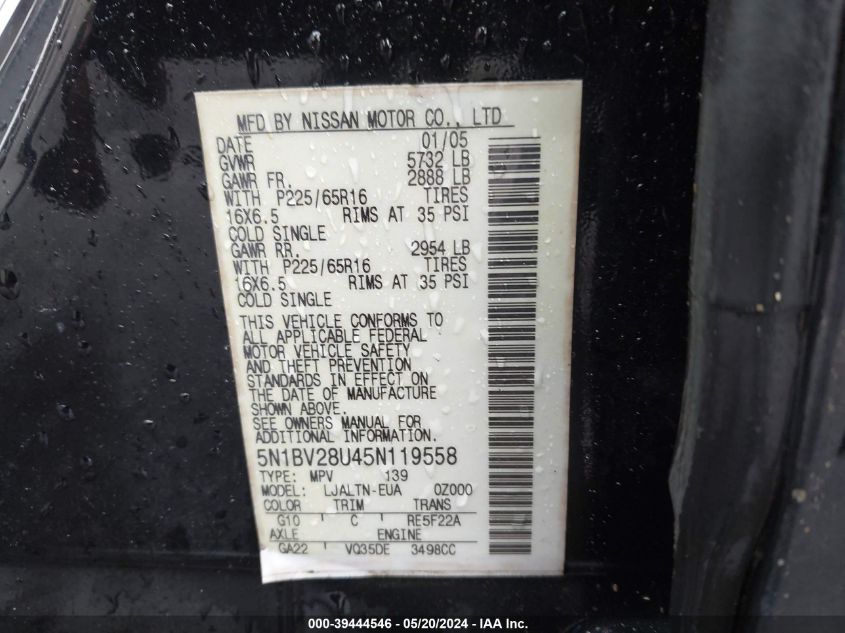 MFD BY NISSAN MOTOR CO., LTD
DATE 01/05
GVWR 5732 LB
GAWR FR. 2888 LB
WITH P225/65R16 TIRES
16X6.5 RIMS AT 35 PSI
COLD SINGLE
GAWR RR. 2954 LB
WITH P225/65R16 TIRES
16X6.5 RIMS AT 35 PSI
COLD SINGLE
THIS VEHICLE CONFORMS TO
ALL APPLICABLE FEDERAL
MOTOR VEHICLE SAFETY
AND THEFT PREVENTION
STANDARDS IN EFFECT ON
THE DATE OF MANUFACTURE
SHOWN ABOVE.
SEE OWNERS MANUAL FOR
ADDITIONAL INFORMATION.
5N1BV28U45N119558
TYPE: MPV 139
MODEL: LJALTN-EUA 0Z000
COLOR TRIM TRANS
G10 C RE5F22A
AXLE ENGINE
GA22 VQ35DE 3498CC
000-39444546 - 05/20/2024 - IAA Inc.